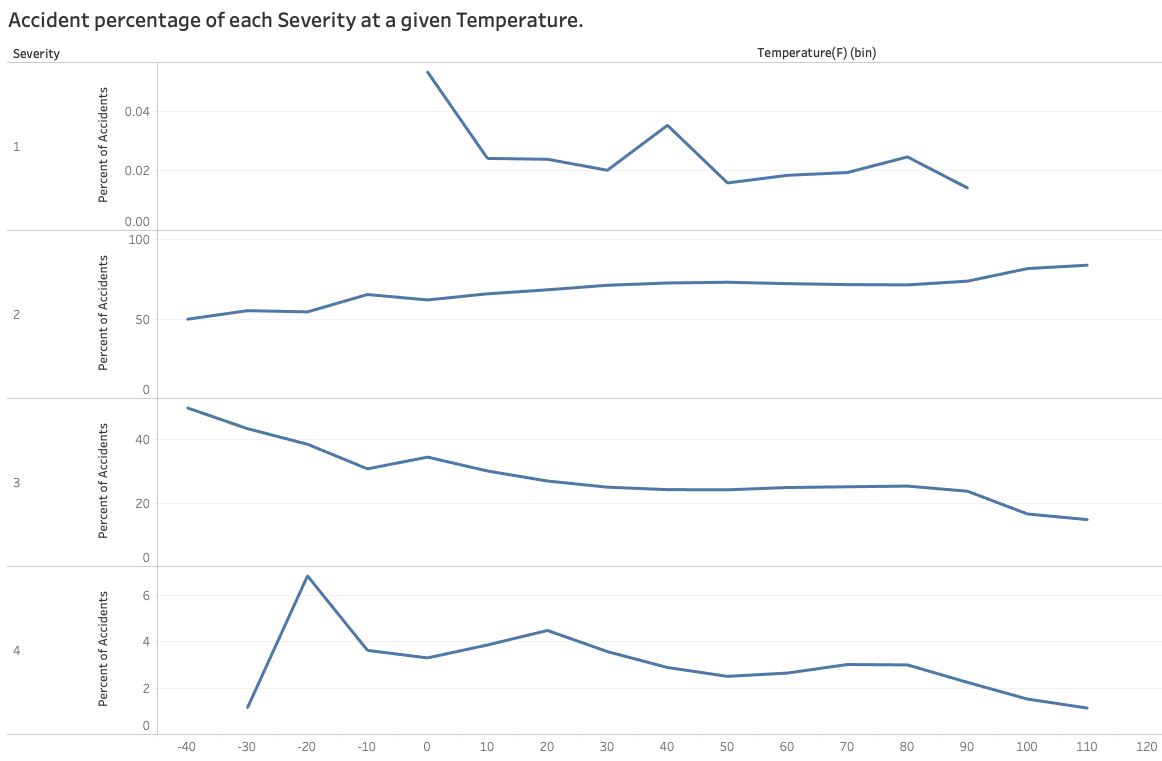 Accident percentage of each Severity at a given Temperature.
Severity
Temperature(F) (bin)
1
Percent of Accidents
0.04
0.02
0.00
2
Percent of Accidents
100
50
0
3
Percent of Accidents
40
20
0
4
Percent of Accidents
6
4
2
0
-40 -30 -20 -10 0 10 20 30 40 50 60 70 80 90 100 110 120